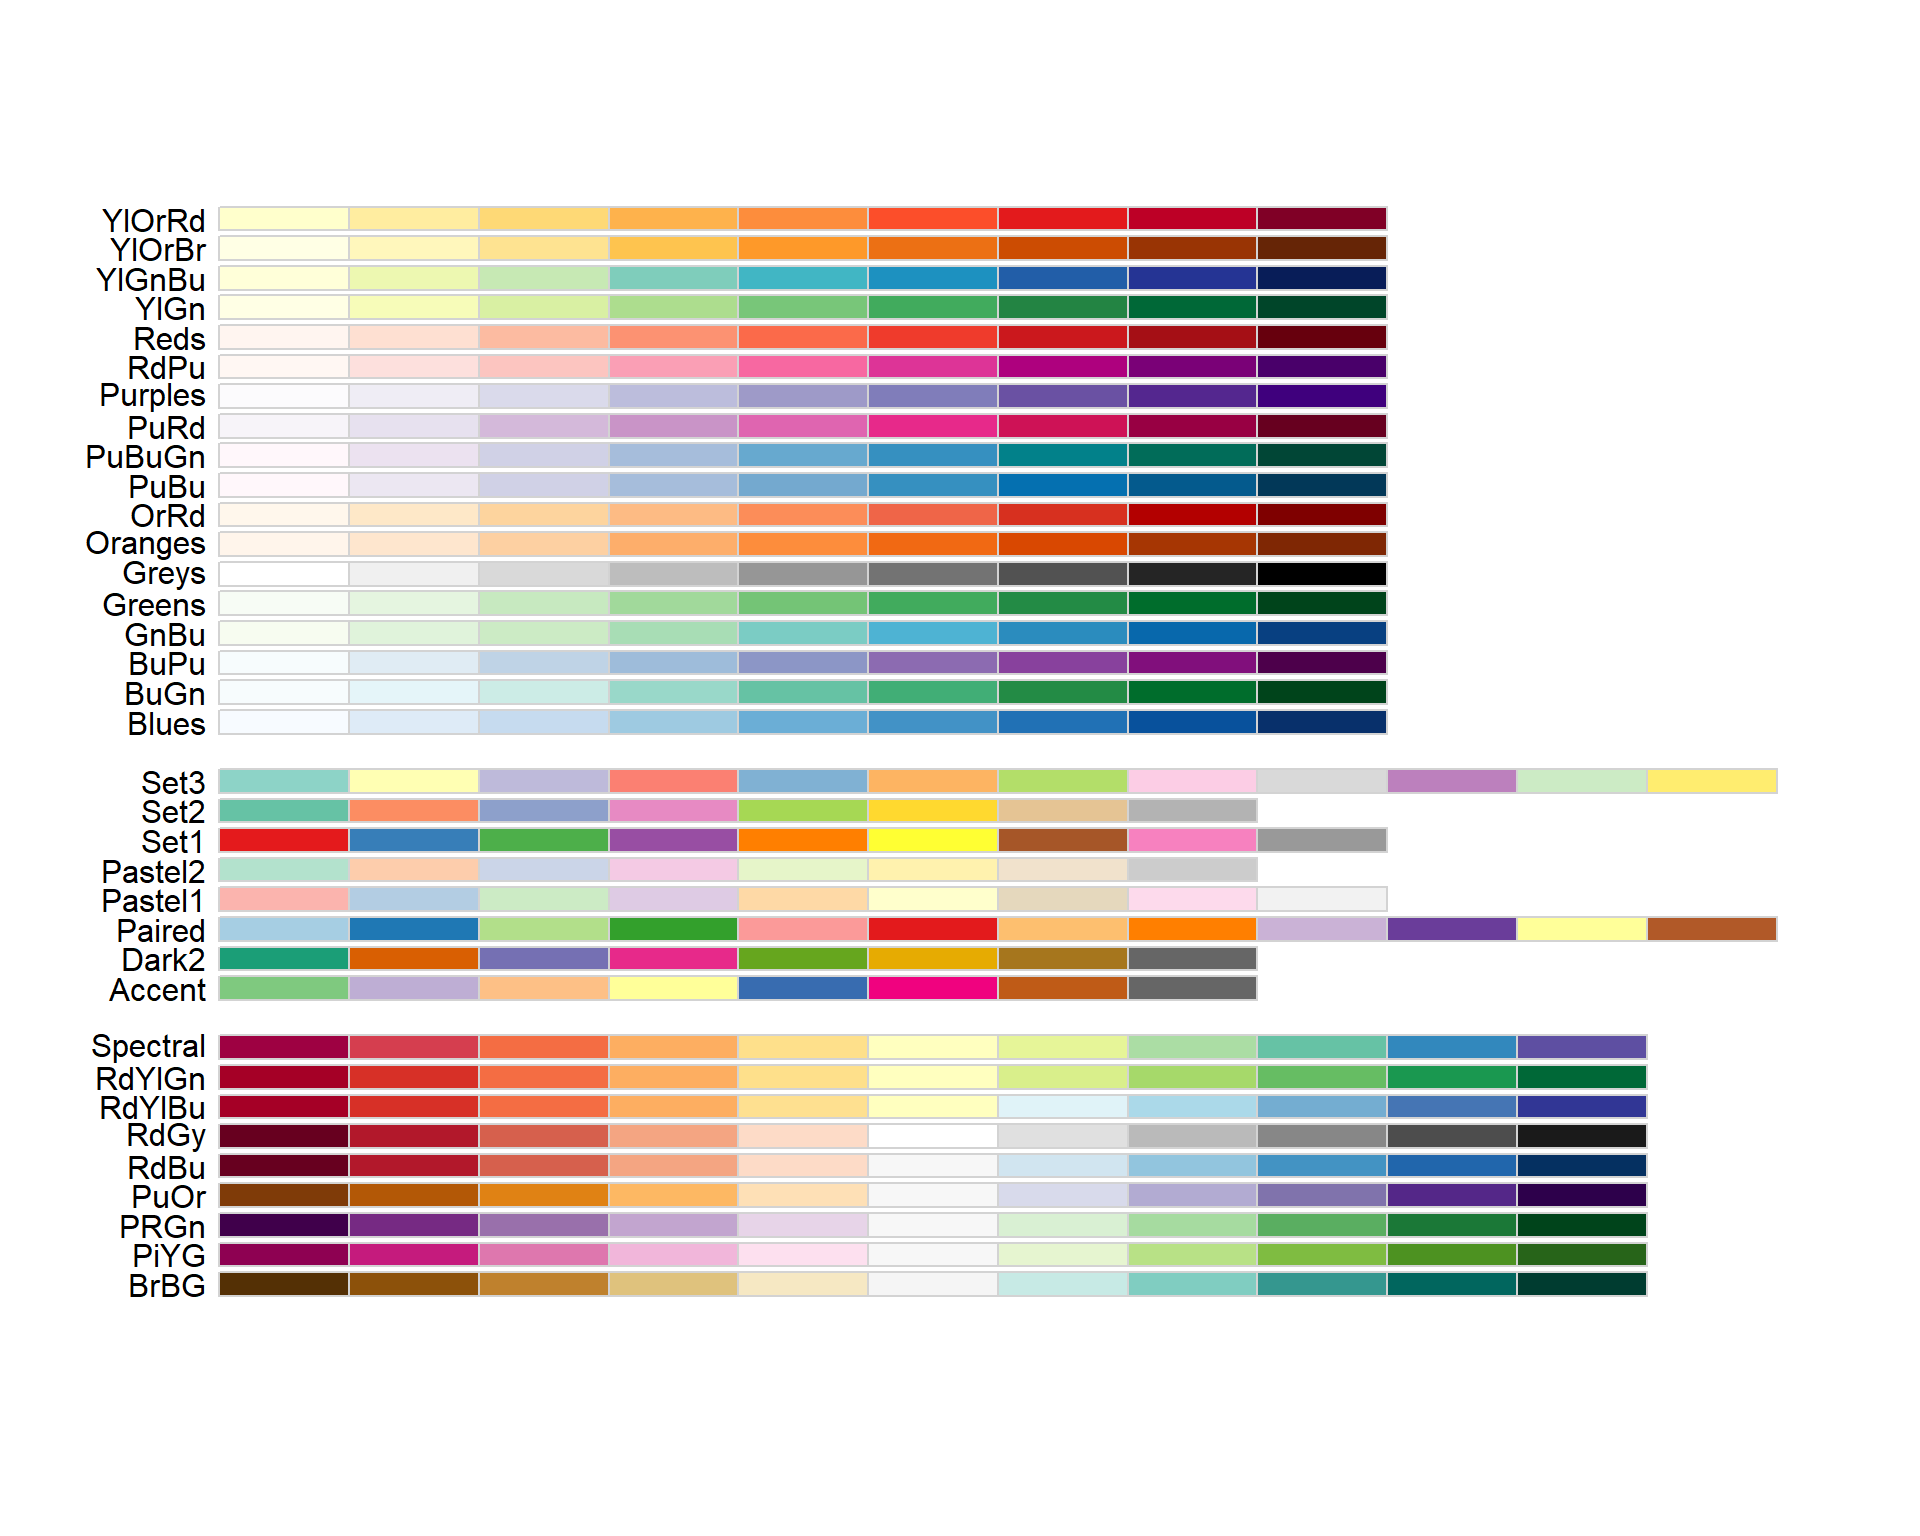 YlOrRd
YlOrBr
YlGnBu
YlGn
Reds
RdPu
Purples
PuRd
PuBuGn
PuBu
OrRd
Oranges
Greys
Greens
GnBu
BuPu
BuGn
Blues
Set3
Set2
Set1
Pastel2
Pastel1
Paired
Dark2
Accent
Spectral
RdYlGn
RdYlBu
RdGy
RdBu
PuOr
PRGn
PiYG
BrBG